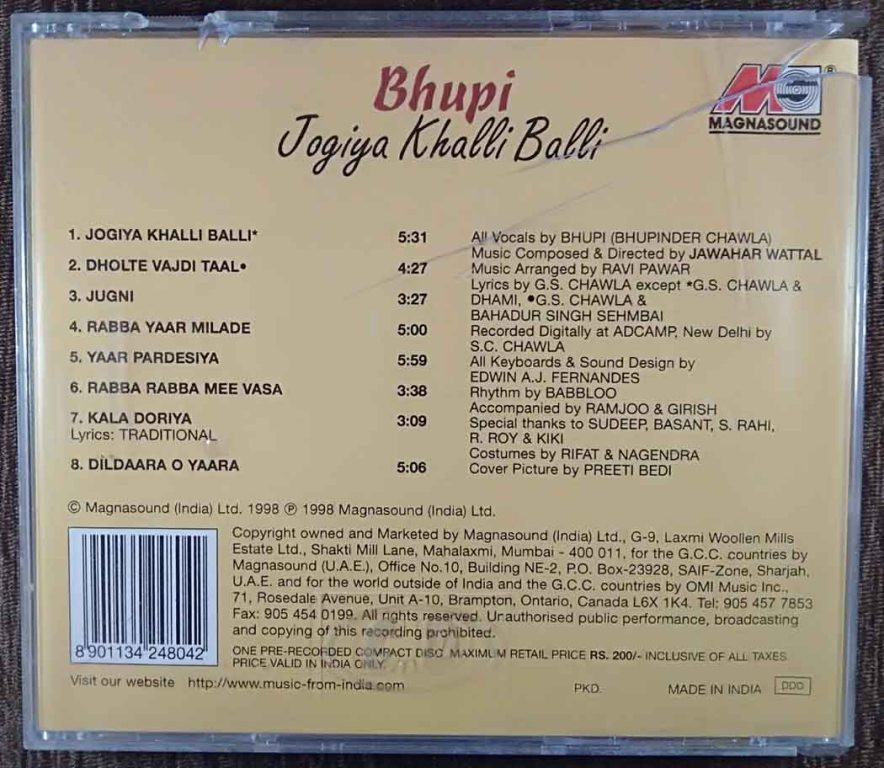 Bhupi
Jogiya Khalli Balli
®
MAGNASOUND
1. JOGIYA KHALLI BALLI* 5:31
2. DHOLTE VAJDI TAAL• 4:27
3. JUGNI 3:27
4. RABBA YAAR MILADE 5:00
5. YAAR PARDESIYA 5:59
6. RABBA RABBA MEE VASA 3:38
7. KALA DORIYA 3:09
Lyrics: TRADITIONAL
8. DILDAARA O YAARA 5:06
All Vocals by BHUPI (BHUPINDER CHAWLA)
Music Composed & Directed by JAWAHAR WATTAL
Music Arranged by RAVI PAWAR
Lyrics by G.S. CHAWLA except *G.S. CHAWLA &
DHAMI, •G.S. CHAWLA &
BAHADUR SINGH SEHMBAI
Recorded Digitally at ADCAMP, New Delhi by
S.C. CHAWLA
All Keyboards & Sound Design by
EDWIN A.J. FERNANDES
Rhythm by BABBLOO
Accompanied by RAMJOO & GIRISH
Special thanks to SUDEEP, BASANT, S. RAHI,
R. ROY & KIKI
Costumes by RIFAT & NAGENDRA
Cover Picture by PREETI BEDI
© Magnasound (India) Ltd. 1998 ℗ 1998 Magnasound (India) Ltd.
Copyright owned and Marketed by Magnasound (India) Ltd., G-9, Laxmi Woollen Mills
Estate Ltd., Shakti Mill Lane, Mahalaxmi, Mumbai - 400 011, for the G.C.C. countries by
Magnasound (U.A.E.), Office No.10, Building NE-2, P.O. Box-23928, SAIF-Zone, Sharjah,
U.A.E. and for the world outside of India and the G.C.C. countries by OMI Music Inc.,
71, Rosedale Avenue, Unit A-10, Brampton, Ontario, Canada L6X 1K4. Tel: 905 457 7853
Fax: 905 454 0199. All rights reserved. Unauthorised public performance, broadcasting
and copying of this recording prohibited.
ONE PRE-RECORDED COMPACT DISC MAXIMUM RETAIL PRICE RS. 200/- INCLUSIVE OF ALL TAXES.
PRICE VALID IN INDIA ONLY.
8 901134 248042
Visit our website http://www.music-from-india.com
PKD. MADE IN INDIA DDD